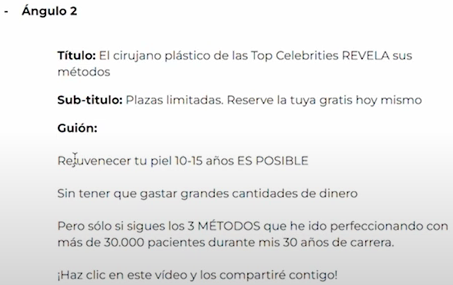 - Ángulo 2
Título: El cirujano plástico de las Top Celebrities REVELA sus
métodos
Sub-titulo: Plazas limitadas. Reserve la tuya gratis hoy mismo
Guión:
Rejuvenecer tu piel 10-15 años ES POSIBLE
Sin tener que gastar grandes cantidades de dinero
Pero sólo si sigues los 3 MÉTODOS que he ido perfeccionando con
más de 30.000 pacientes durante mis 30 años de carrera.
¡Haz clic en este vídeo y los compartiré contigo!